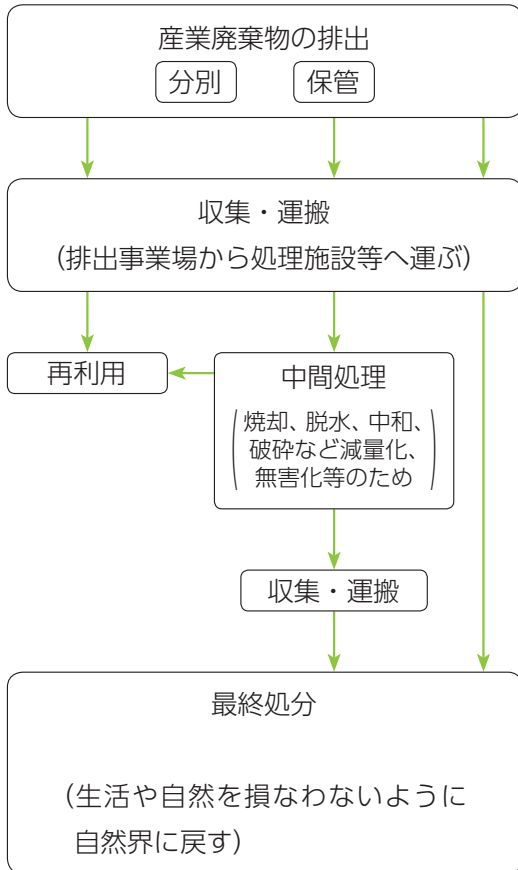 産業廃棄物の排出
分別 保管
収集・運搬
(排出事業場から処理施設等へ運ぶ)
再利用
中間処理
(焼却、脱水、中和、
破砕など減量化、
無害化等のため)
収集・運搬
最終処分
(生活や自然を損なわないように
自然界に戻す)